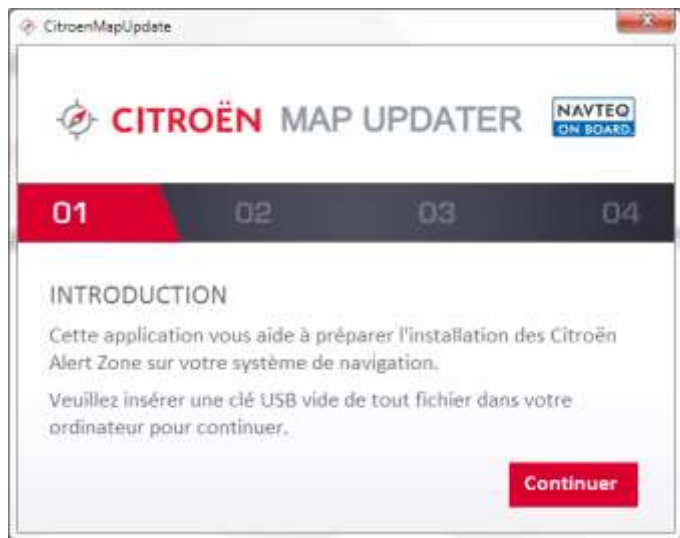 CitroenMapUpdate
CITROËN MAP UPDATER
NAVTEQ
ON BOARD.
01 02 03 04
INTRODUCTION
Cette application vous aide à préparer l'installation des Citroën
Alert Zone sur votre système de navigation.
Veuillez insérer une clé USB vide de tout fichier dans votre
ordinateur pour continuer.
Continuer